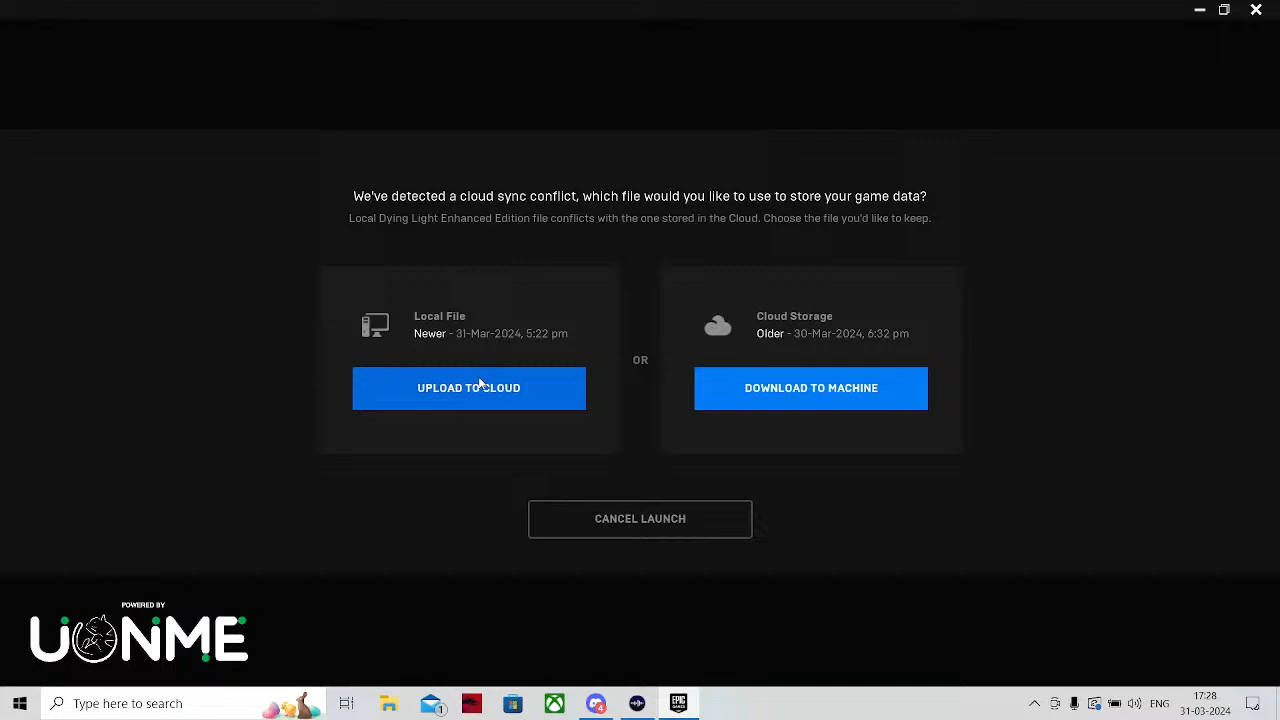 We've detected a cloud sync conflict, which file would you like to use to store your game data?
Local Dying Light Enhanced Edition file conflicts with the one stored in the Cloud. Choose the file you'd like to keep.
Local File
Newer - 31-Mar-2024, 5:22 pm
UPLOAD TO CLOUD
OR
Cloud Storage
Older - 30-Mar-2024, 6:32 pm
DOWNLOAD TO MACHINE
CANCEL LAUNCH
POWERED BY
UONME
Type here to search
1
4
EPIC
GAMES
ENG
17:28
31-03-2024